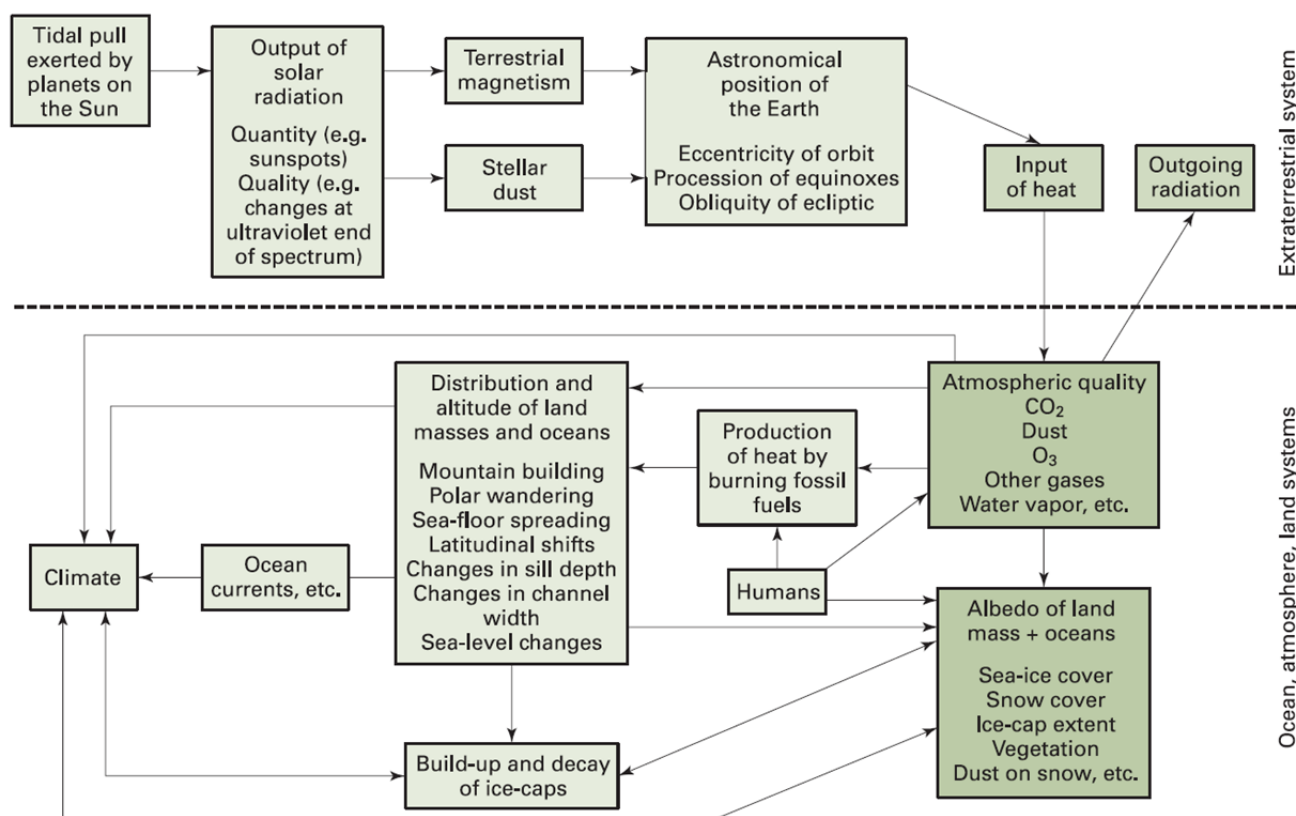 Tidal pull
exerted by
planets on
the Sun
Output of
solar
radiation
Quantity (e.g.
sunspots)
Quality (e.g.
changes at
ultraviolet end
of spectrum)
Terrestrial
magnetism
Stellar
dust
Astronomical
position of
the Earth
Eccentricity of orbit
Procession of equinoxes
Obliquity of ecliptic
Input
of heat
Outgoing
radiation
Extraterrestrial system
Atmospheric quality
CO₂
Dust
O₃
Other gases
Water vapor, etc.
Distribution and
altitude of land
masses and oceans
Mountain building
Polar wandering
Sea-floor spreading
Latitudinal shifts
Changes in sill depth
Changes in channel
width
Sea-level changes
Production
of heat by
burning fossil
fuels
Humans
Climate
Ocean
currents, etc.
Albedo of land
mass + oceans
Sea-ice cover
Snow cover
Ice-cap extent
Vegetation
Dust on snow, etc.
Build-up and decay
of ice-caps
Ocean, atmosphere, land systems